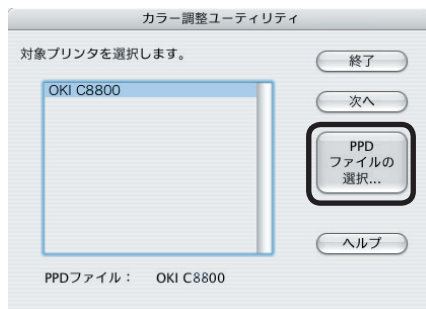 カラー調整ユーティリティ
対象プリンタを選択します。
OKI C8800
終了
次へ
PPD
ファイルの
選択...
ヘルプ
PPDファイル： OKI C8800